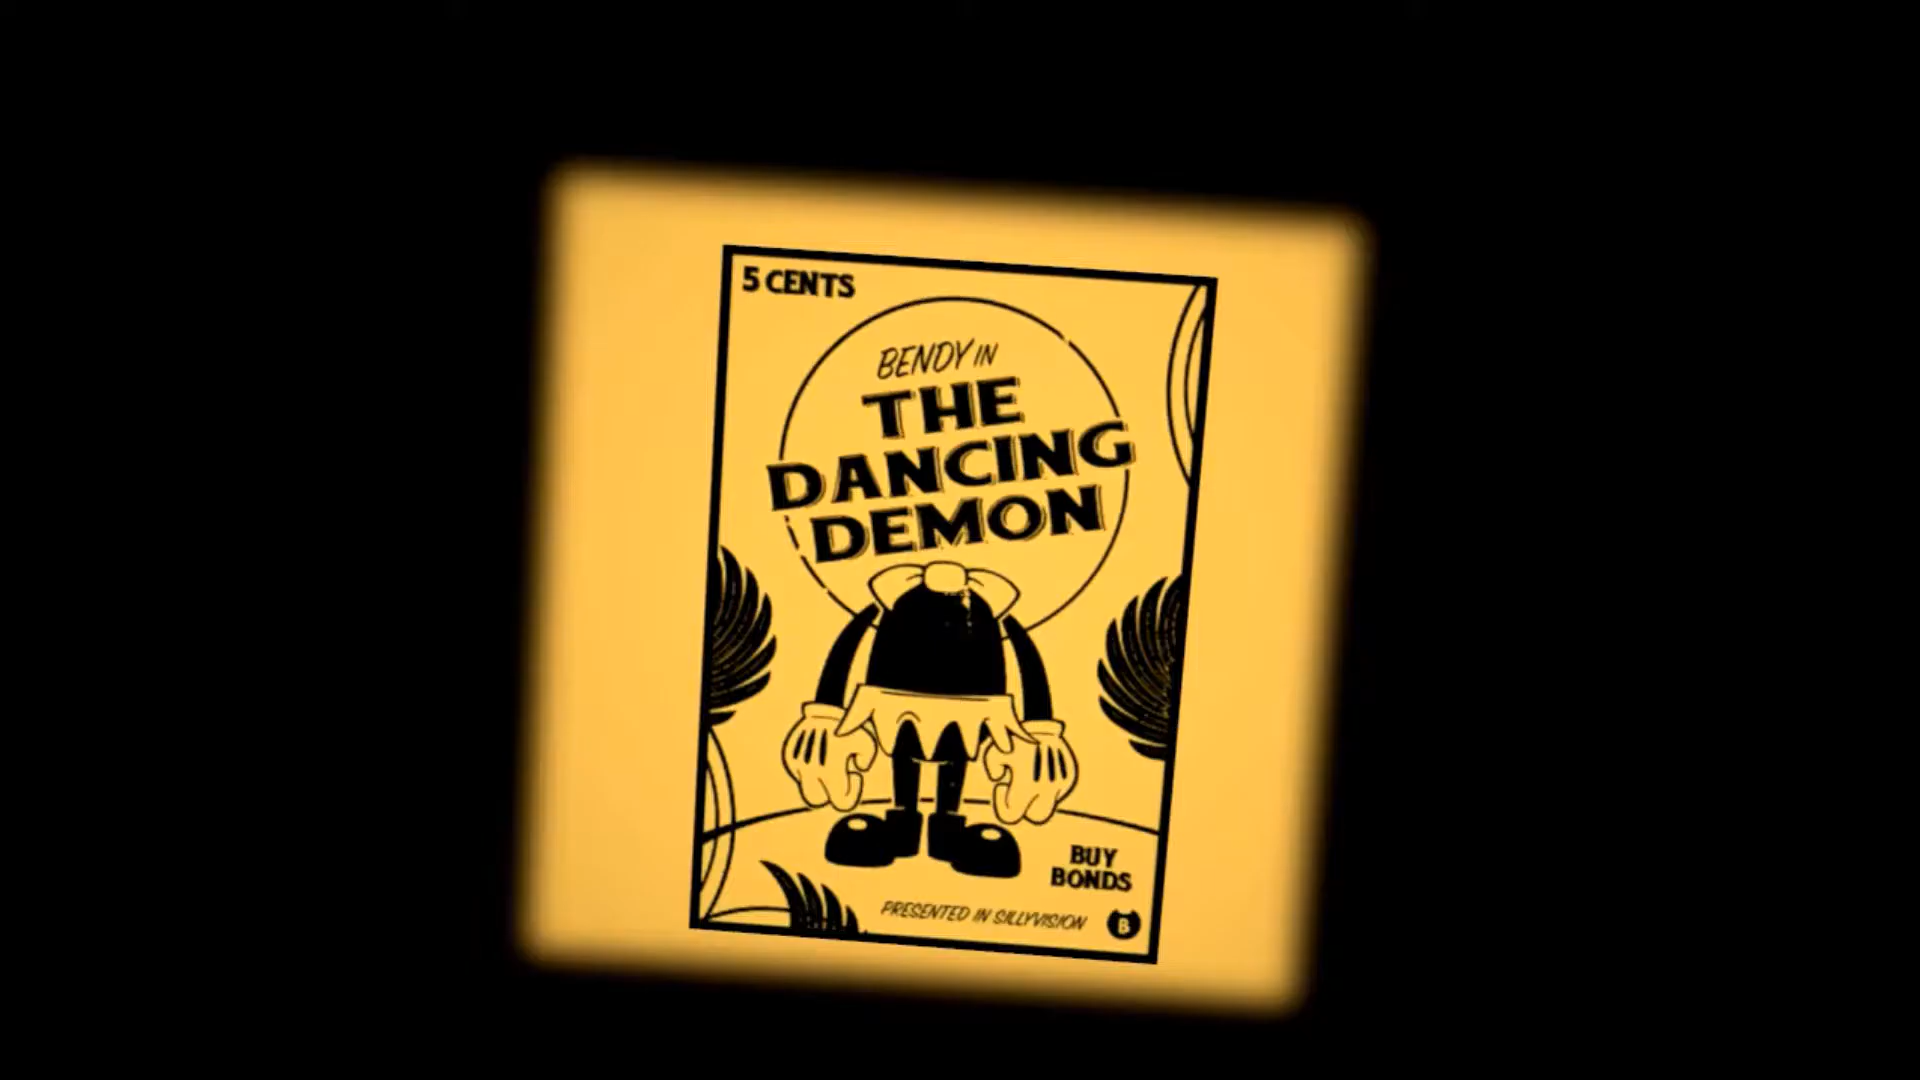 5 CENTS
BENDY IN
THE
DANCING
DEMON
BUY
BONDS
PRESENTED IN SILLYVISION
B